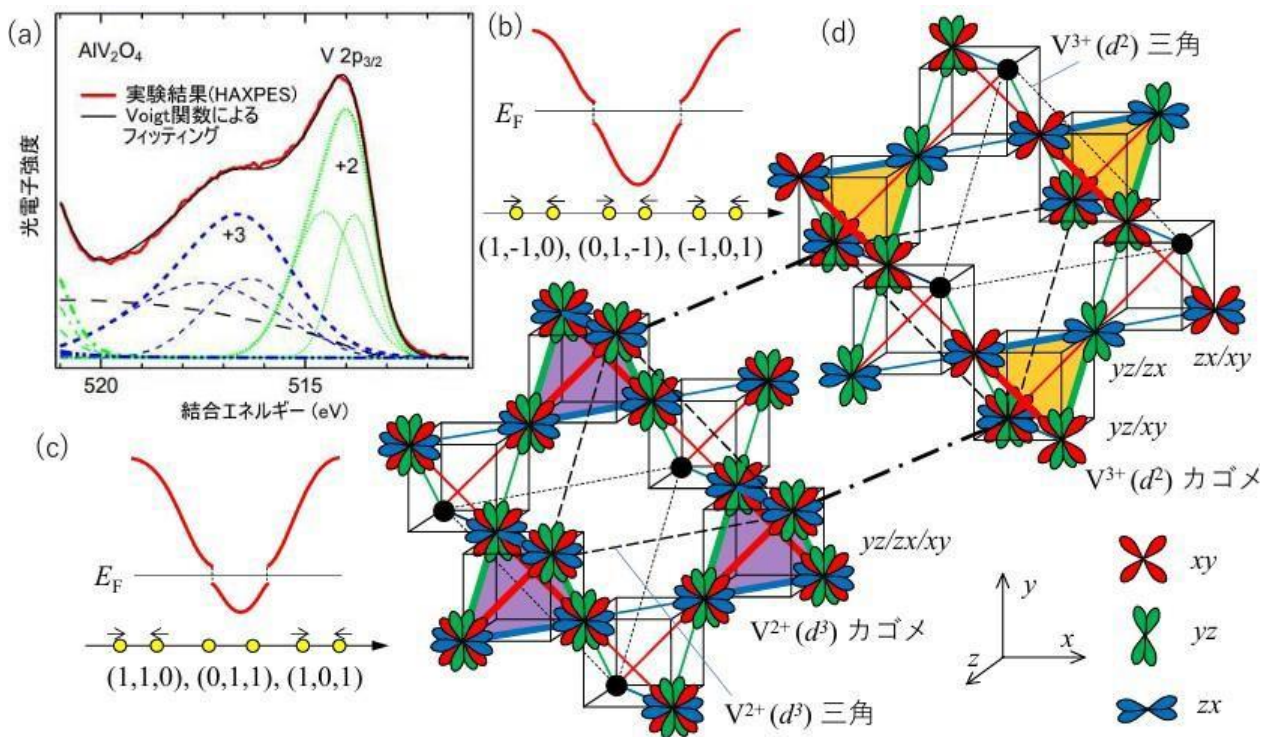 (a)
AlV₂O₄
V 2p₃/₂
実験結果(HAXPES)
Voigt関数による
フィッティング
+2
+3
光電子強度
520
515
結合エネルギー (eV)
(b)
E_F
(1,-1,0), (0,1,-1), (-1,0,1)
(c)
E_F
(1,1,0), (0,1,1), (1,0,1)
(d)
V³⁺(d²) 三角
yz/zx
zx/xy
yz/xy
V³⁺(d²) カゴメ
yz/zx/xy
V²⁺(d³) カゴメ
V²⁺(d³) 三角
y
x
z
xy
yz
zx